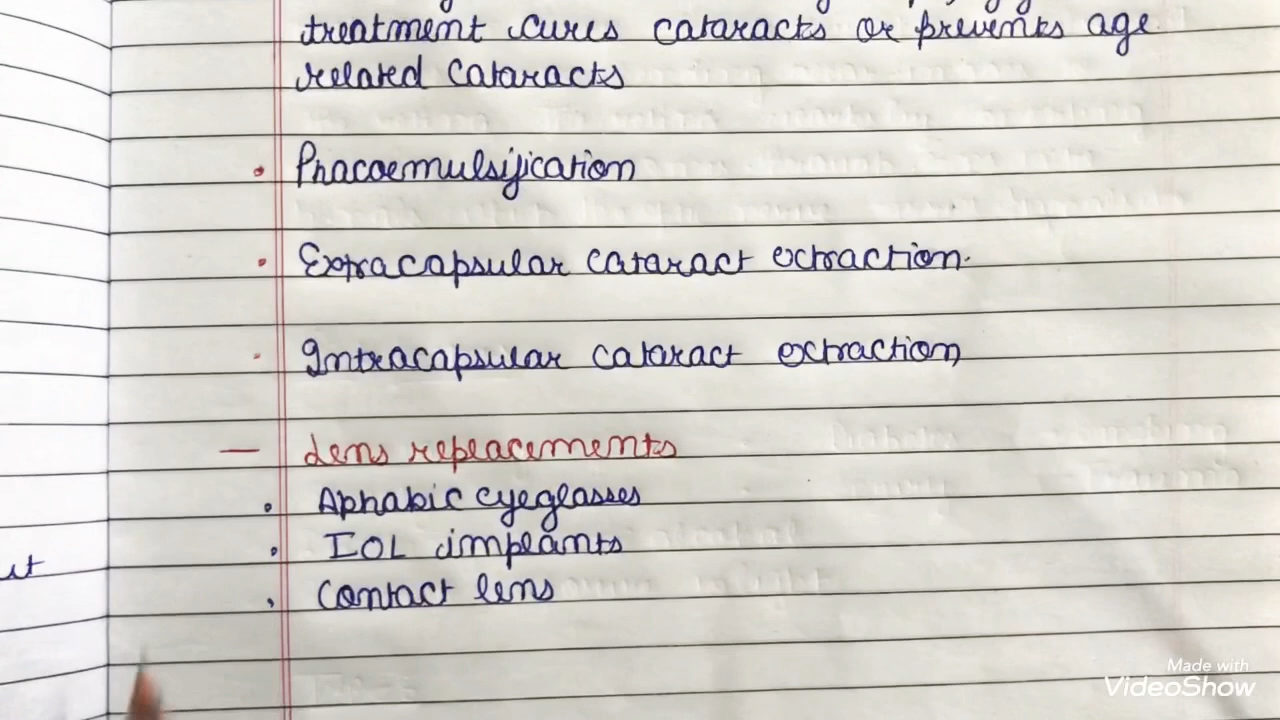 treatment cures cataracts or prevents age
related cataracts
• Phacoemulsification
• Extracapsular cataract extraction.
• Intracapsular cataract extraction
— Lens replacements
• Aphabic eyeglasses
• IOL implants
• Contact lens
Made with
VideoShow